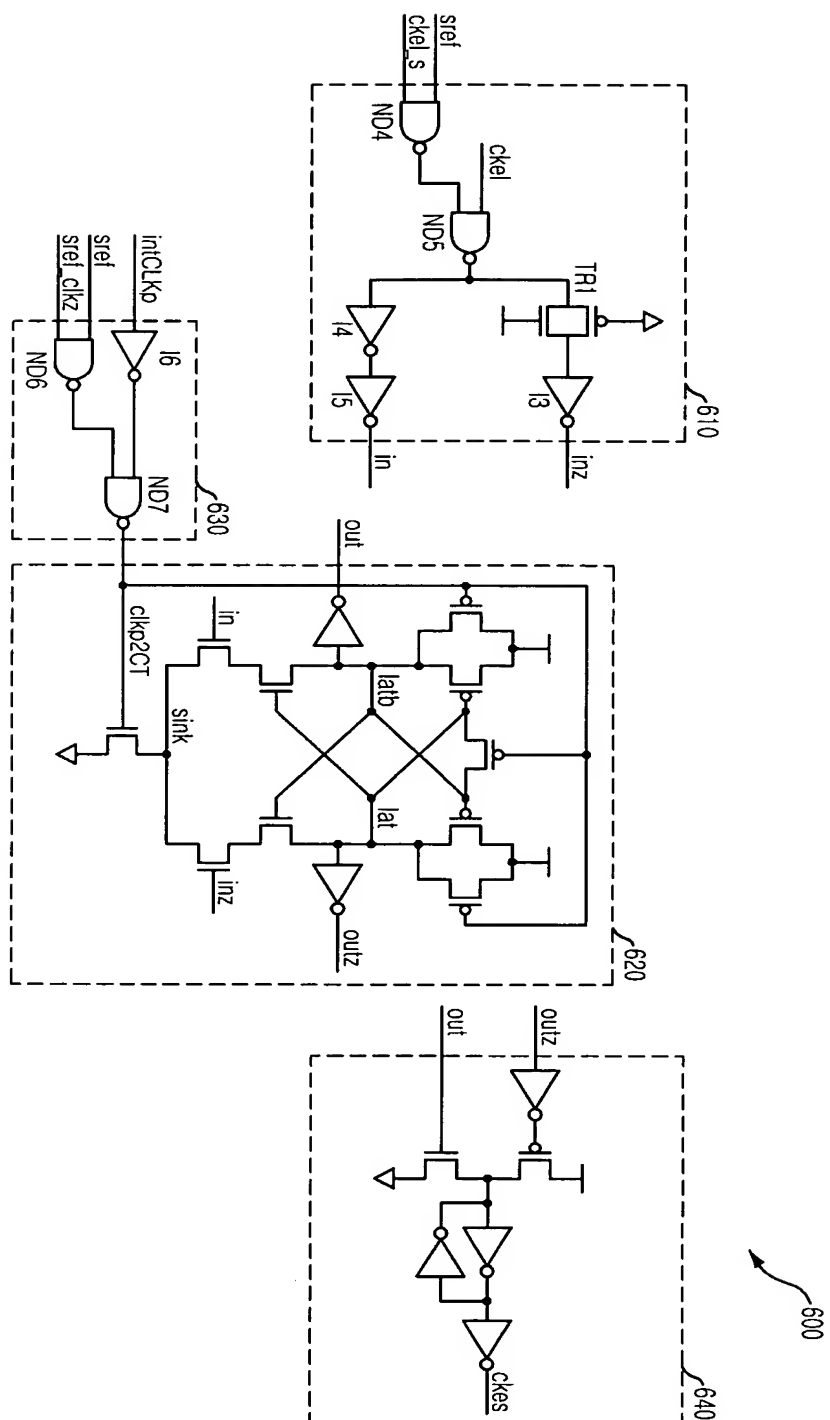 600
610
sref
ckel_s
ND4
ckel
ND5
TR1
I3
inz
I4
I5
in
630
intCLKp
I6
sref
sref_clkz
ND6
ND7
620
clkp2CT
out
in
latb
sink
lat
inz
outz
640
outz
out
ckes